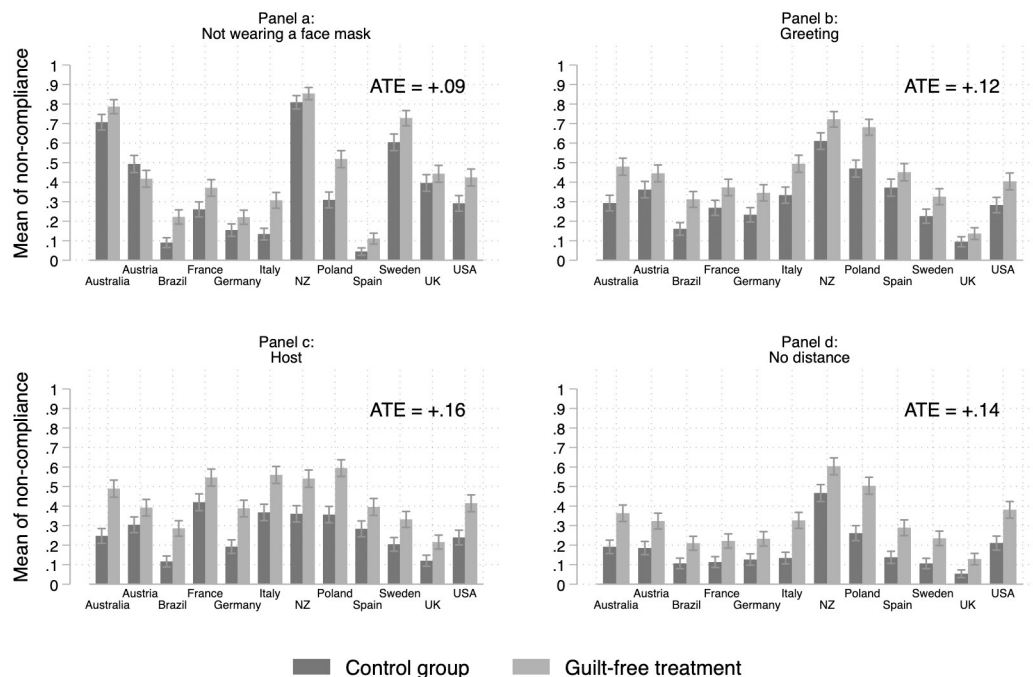 Panel a:
Not wearing a face mask
Mean of non-compliance
1
.9
.8
.7
.6
.5
.4
.3
.2
.1
0
ATE = +.09
Australia
Austria
Brazil
France
Germany
Italy
NZ
Poland
Spain
Sweden
UK
USA
Panel b:
Greeting
1
.9
.8
.7
.6
.5
.4
.3
.2
.1
0
ATE = +.12
Australia
Austria
Brazil
France
Germany
Italy
NZ
Poland
Spain
Sweden
UK
USA
Panel c:
Host
Mean of non-compliance
1
.9
.8
.7
.6
.5
.4
.3
.2
.1
0
ATE = +.16
Australia
Austria
Brazil
France
Germany
Italy
NZ
Poland
Spain
Sweden
UK
USA
Panel d:
No distance
1
.9
.8
.7
.6
.5
.4
.3
.2
.1
0
ATE = +.14
Australia
Austria
Brazil
France
Germany
Italy
NZ
Poland
Spain
Sweden
UK
USA
Control group
Guilt-free treatment